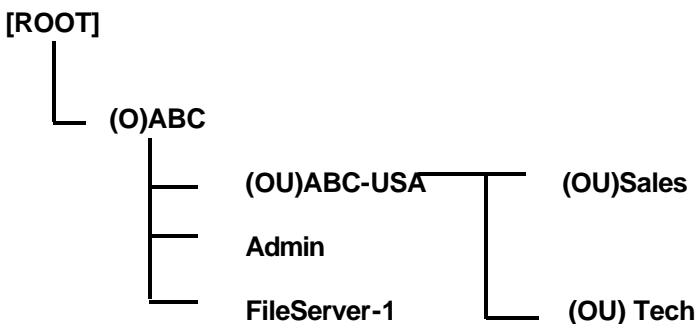 [ROOT]
(O)ABC
(OU)ABC-USA (OU)Sales
Admin
FileServer-1 (OU) Tech